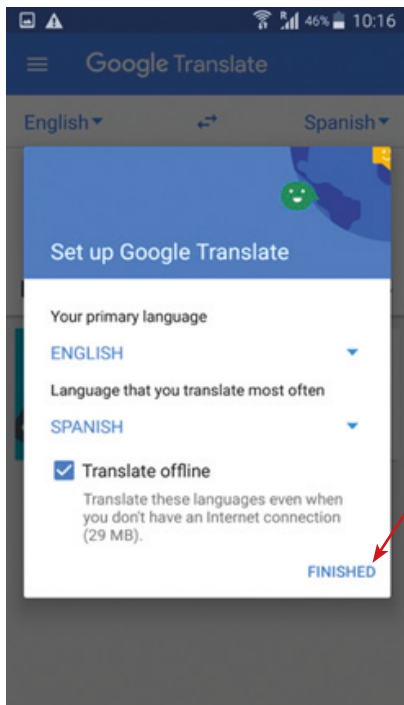 46% 10:16
Google Translate
English Spanish
Set up Google Translate
Your primary language
ENGLISH
Language that you translate most often
SPANISH
Translate offline
Translate these languages even when
you don't have an Internet connection
(29 MB).
FINISHED